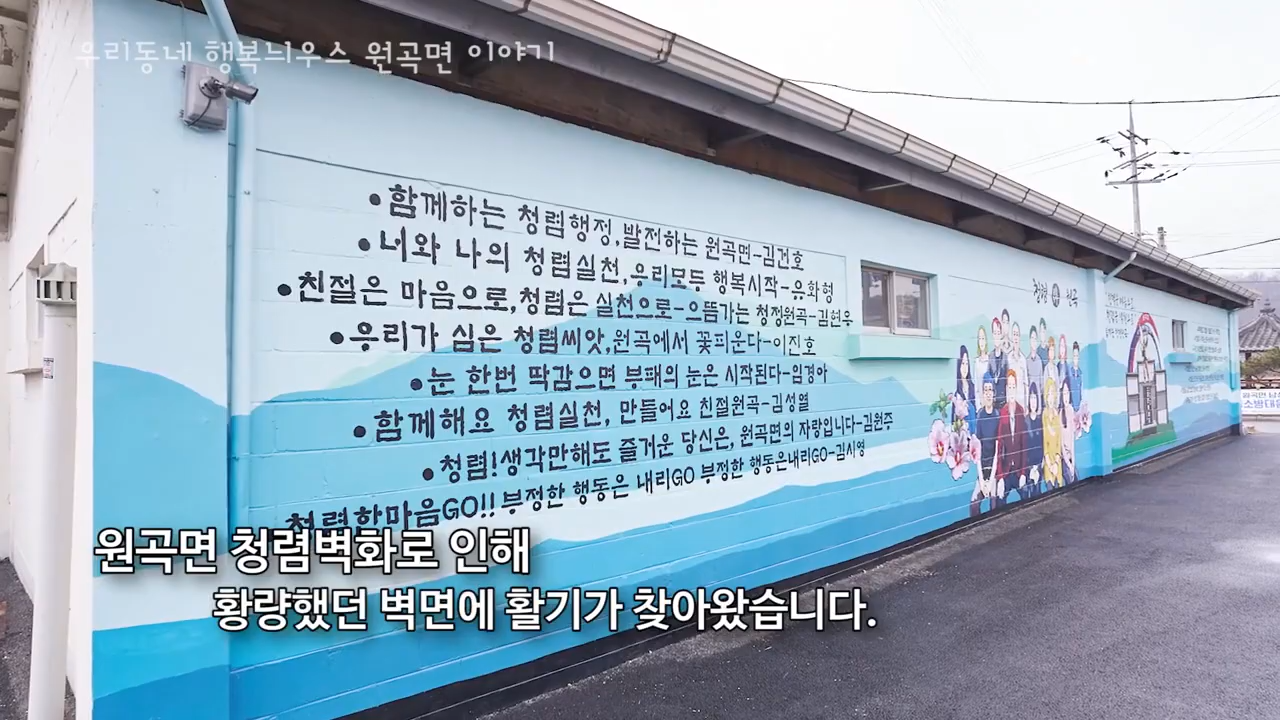 우리동네 행복늬우스 원곡면 이야기
•함께하는 청렴행정,발전하는 원곡면-김건호
•너와 나의 청렴실천,우리모두 행복시작-유화형
•친절은 마음으로,청렴은 실천으로-으뜸가는 청정원곡-김현우
•우리가 심은 청렴씨앗,원곡에서 꽃피운다-이진호
•눈 한번 딱감으면 부패의 눈은 시작된다-임경아
•함께해요 청렴실천, 만들어요 친절원곡-김성열
•청렴!생각만해도 즐거운 당신은, 원곡면의 자랑입니다-김원주
청렴한마음GO!! 부정한 행동은 내리GO 부정한 행동은내리GO-김시영
청렴 원곡
원곡면 청렴벽화로 인해
황량했던 벽면에 활기가 찾아왔습니다.